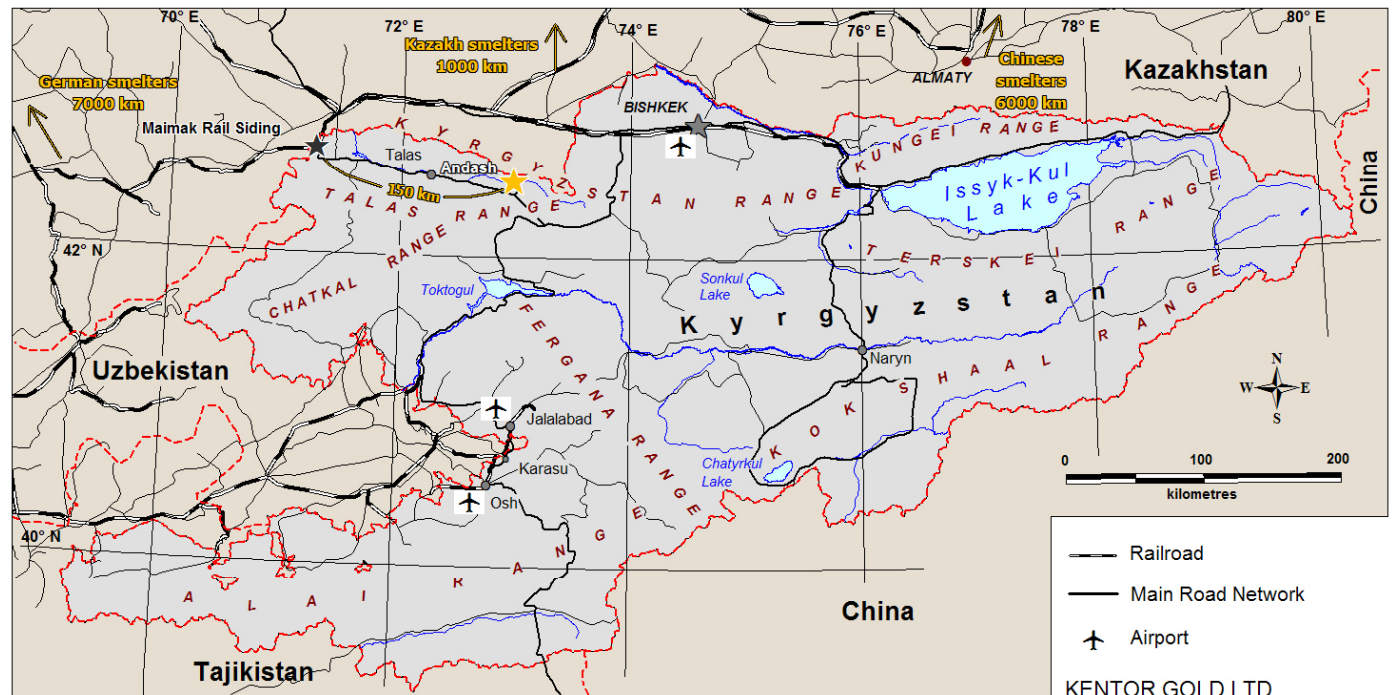 70° E
72° E
74° E
76° E
78° E
80° E
German smelters
7000 km
Kazakh smelters
1000 km
Chinese
smelters
6000 km
ALMATY
Kazakhstan
China
Maimak Rail Siding
BISHKEK
Talas
Andash
150 km
KYRGYZSTAN RANGE
KUNGEI RANGE
TALAS RANGE
CHATKAL RANGE
Issyk-Kul
Lake
TERSKEI RANGE
42° N
Toktogul
Sonkul
Lake
Kyrgyzstan
FERGANA RANGE
Naryn
KOKSHAAL RANGE
Uzbekistan
N
W
E
S
Jalalabad
Karasu
Osh
Chatyrkul
Lake
0
100
200
kilometres
40° N
ALAI RANGE
China
Tajikistan
Railroad
Main Road Network
Airport
KENTOR GOLD LTD